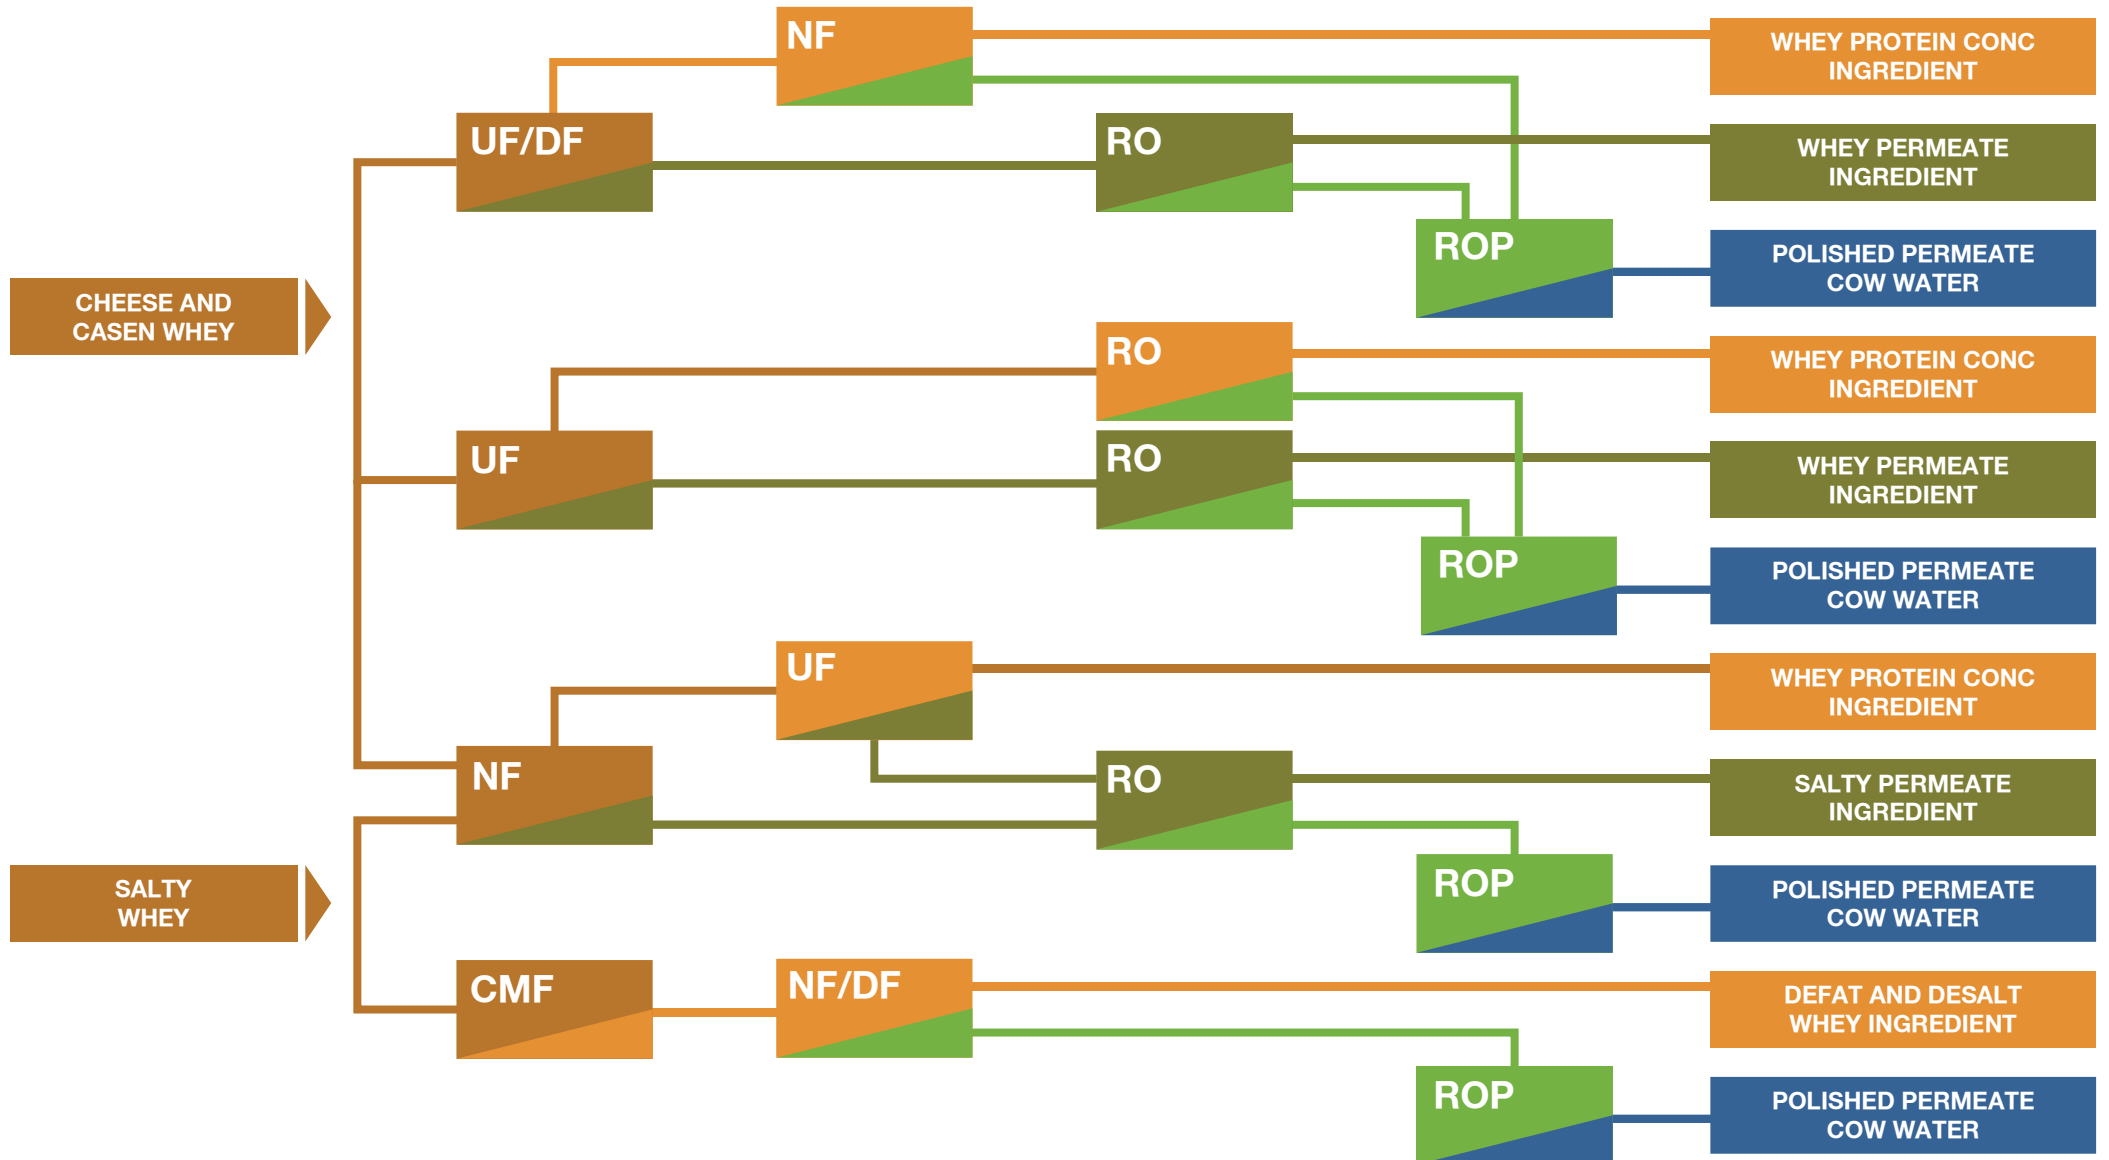 NF
WHEY PROTEIN CONC
INGREDIENT
UF/DF
RO
WHEY PERMEATE
INGREDIENT
ROP
POLISHED PERMEATE
COW WATER
CHEESE AND
CASEN WHEY
RO
WHEY PROTEIN CONC
INGREDIENT
UF
RO
WHEY PERMEATE
INGREDIENT
ROP
POLISHED PERMEATE
COW WATER
UF
WHEY PROTEIN CONC
INGREDIENT
NF
RO
SALTY PERMEATE
INGREDIENT
SALTY
WHEY
ROP
POLISHED PERMEATE
COW WATER
CMF
NF/DF
DEFAT AND DESALT
WHEY INGREDIENT
ROP
POLISHED PERMEATE
COW WATER